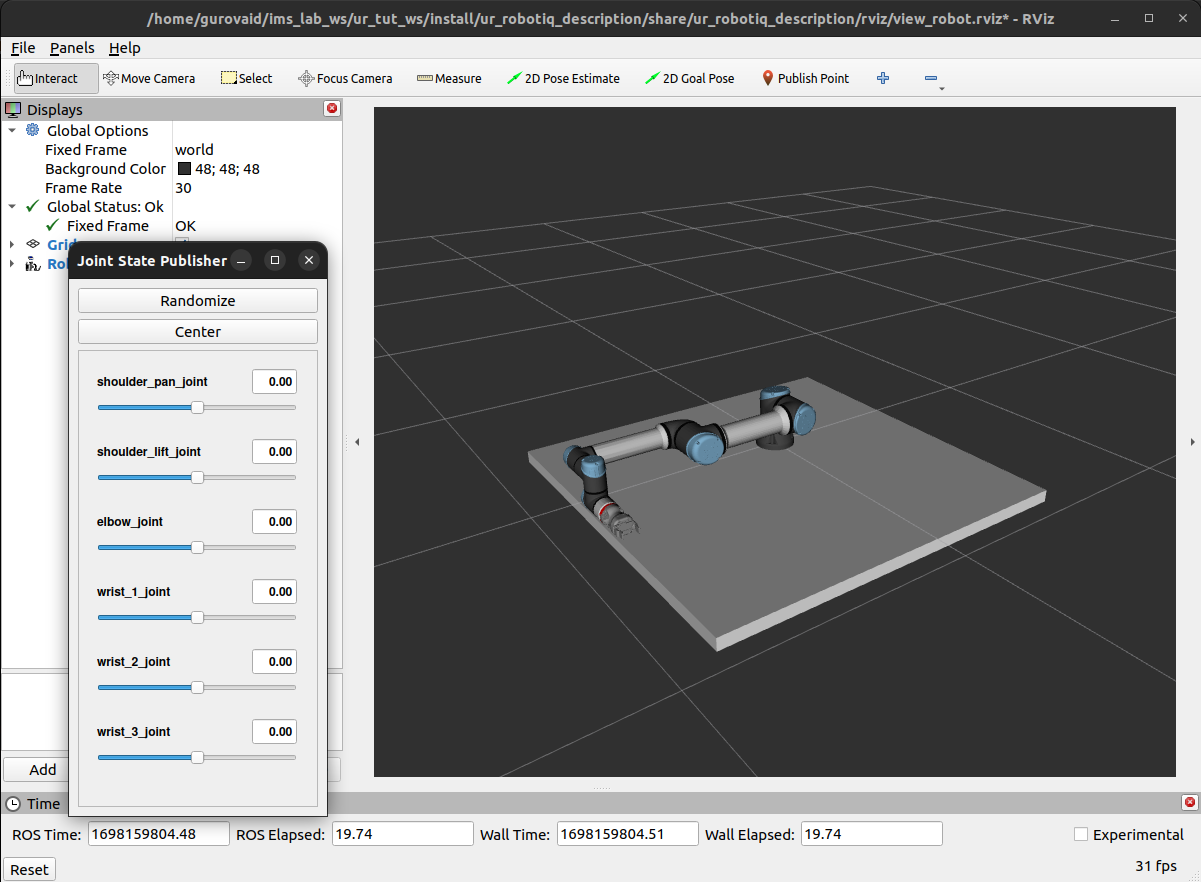 /home/gurovaid/ims_lab_ws/ur_tut_ws/install/ur_robotiq_description/share/ur_robotiq_description/rviz/view_robot.rviz* - RViz
File Panels Help
Interact Move Camera Select Focus Camera Measure 2D Pose Estimate 2D Goal Pose Publish Point
Displays
Global Options
Fixed Frame world
Background Color 48; 48; 48
Frame Rate 30
Global Status: Ok
Fixed Frame OK
Grid
Joint State Publisher
Randomize
Center
shoulder_pan_joint 0.00
shoulder_lift_joint 0.00
elbow_joint 0.00
wrist_1_joint 0.00
wrist_2_joint 0.00
wrist_3_joint 0.00
Add
Time
ROS Time: 1698159804.48 ROS Elapsed: 19.74 Wall Time: 1698159804.51 Wall Elapsed: 19.74 Experimental
Reset 31 fps